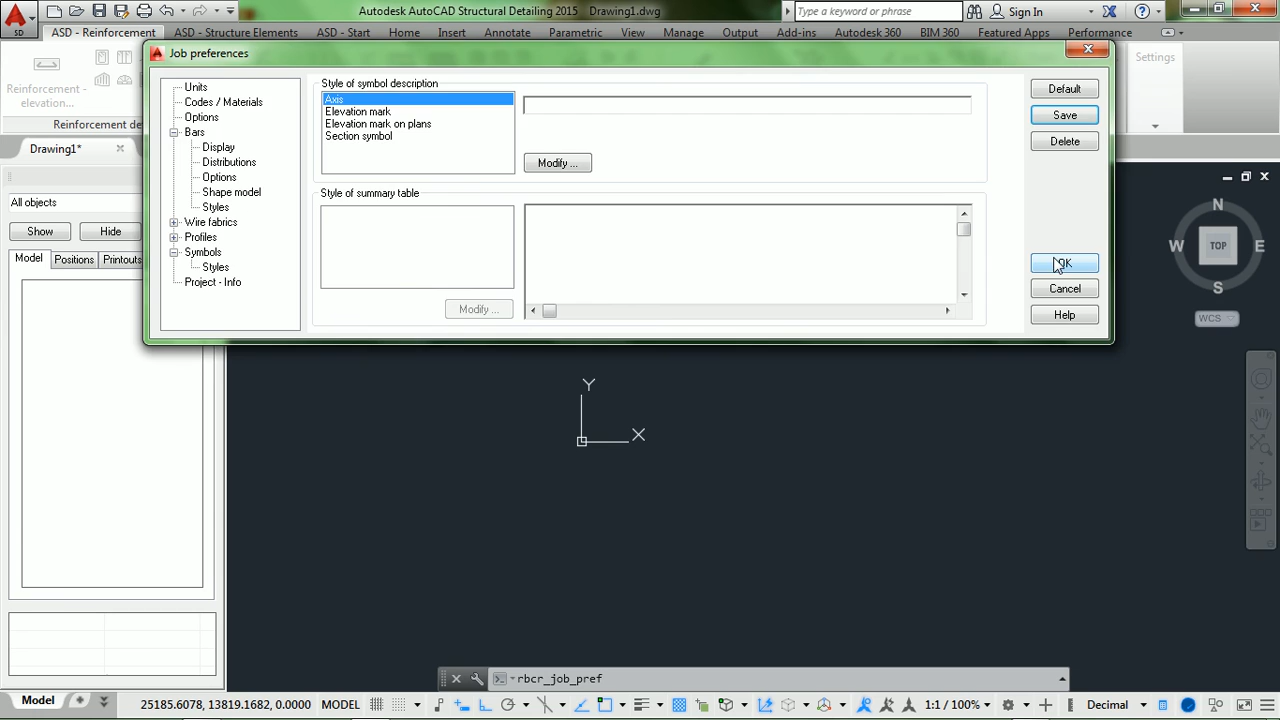 Autodesk AutoCAD Structural Detailing 2015 Drawing1.dwg
Type a keyword or phrase
Sign In
SD
ASD - Reinforcement
ASD - Structure Elements
ASD - Start
Home
Insert
Annotate
Parametric
View
Manage
Output
Add-ins
Autodesk 360
BIM 360
Featured Apps
Performance
Job preferences
Settings
Reinforcement - elevation...
Reinforcement de
Drawing1*
All objects
Show
Hide
Model
Positions
Printouts
Units
Codes / Materials
Options
Bars
Display
Distributions
Options
Shape model
Styles
Wire fabrics
Profiles
Symbols
Styles
Project - Info
Style of symbol description
Axis
Elevation mark
Elevation mark on plans
Section symbol
Modify ...
Style of summary table
Modify ...
Default
Save
Delete
OK
Cancel
Help
N
W
TOP
E
S
WCS
Y
X
rbcr_job_pref
Model
25185.6078, 13819.1682, 0.0000
MODEL
1:1 / 100%
Decimal